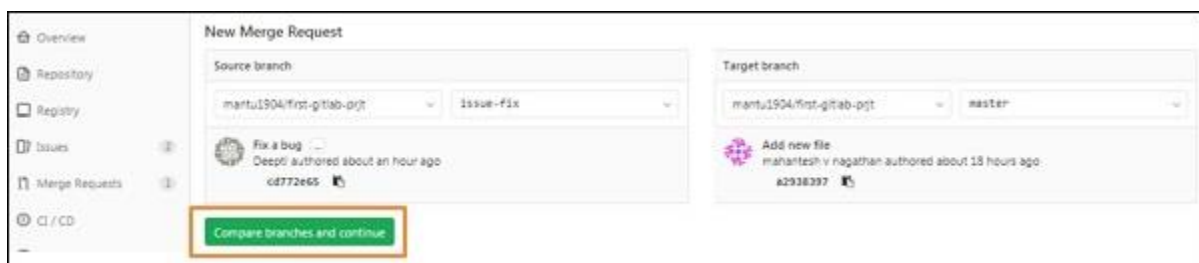 Overview
Repository
Registry
Issues 2
Merge Requests 1
CI / CD
New Merge Request
Source branch
mantu1904/first-gitlab-prjt issue-fix
Fix a bug ...
Deepti authored about an hour ago
cd772e65
Target branch
mantu1904/first-gitlab-prjt master
Add new file
mahantesh v nagathan authored about 18 hours ago
a2938397
Compare branches and continue